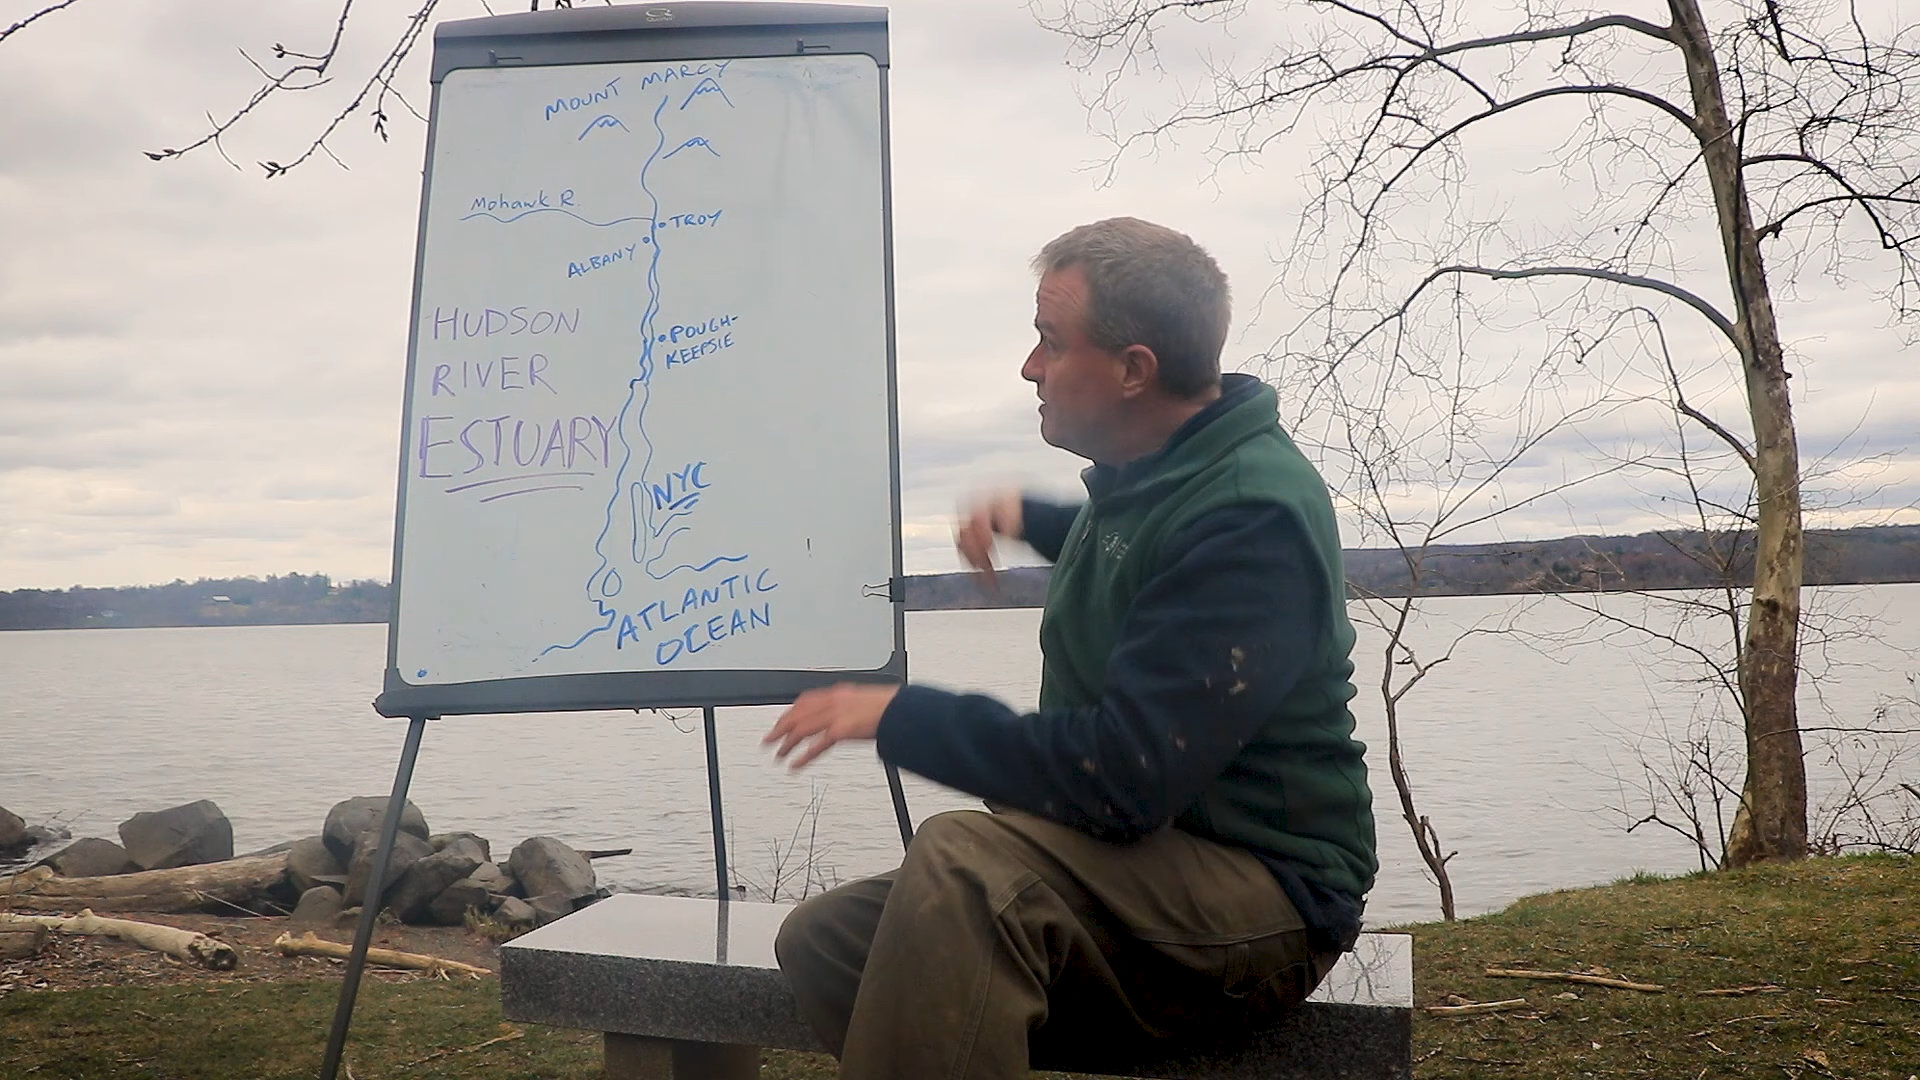 MOUNT MARCY
Mohawk R.
TROY
ALBANY
HUDSON
RIVER
ESTUARY
POUGH-
KEEPSIE
NYC
ATLANTIC
OCEAN